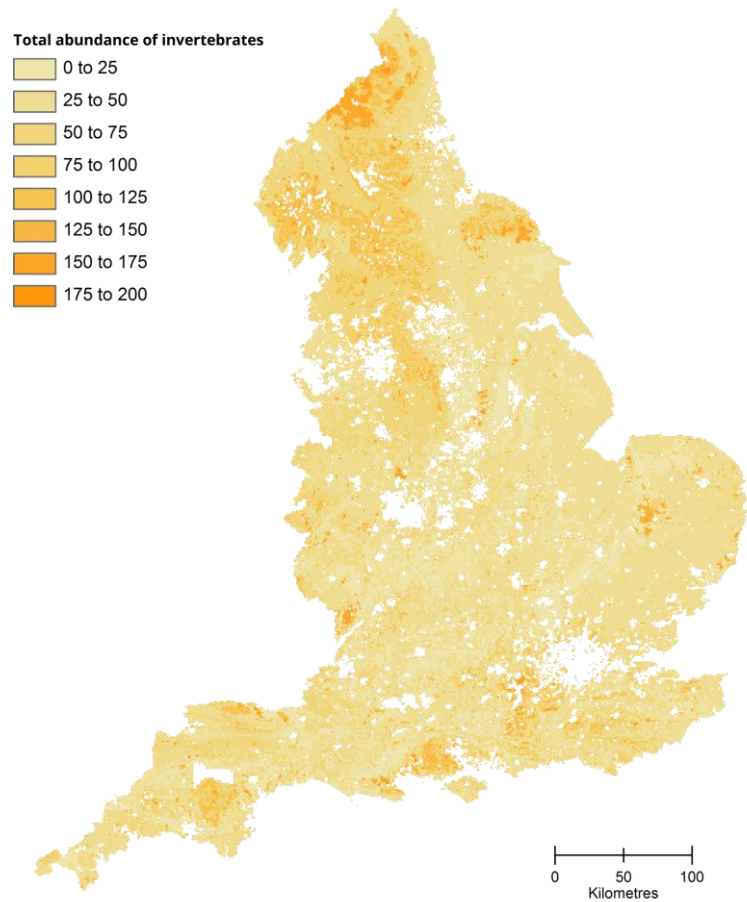 Total abundance of invertebrates
0 to 25
25 to 50
50 to 75
75 to 100
100 to 125
125 to 150
150 to 175
175 to 200
0 50 100
Kilometres